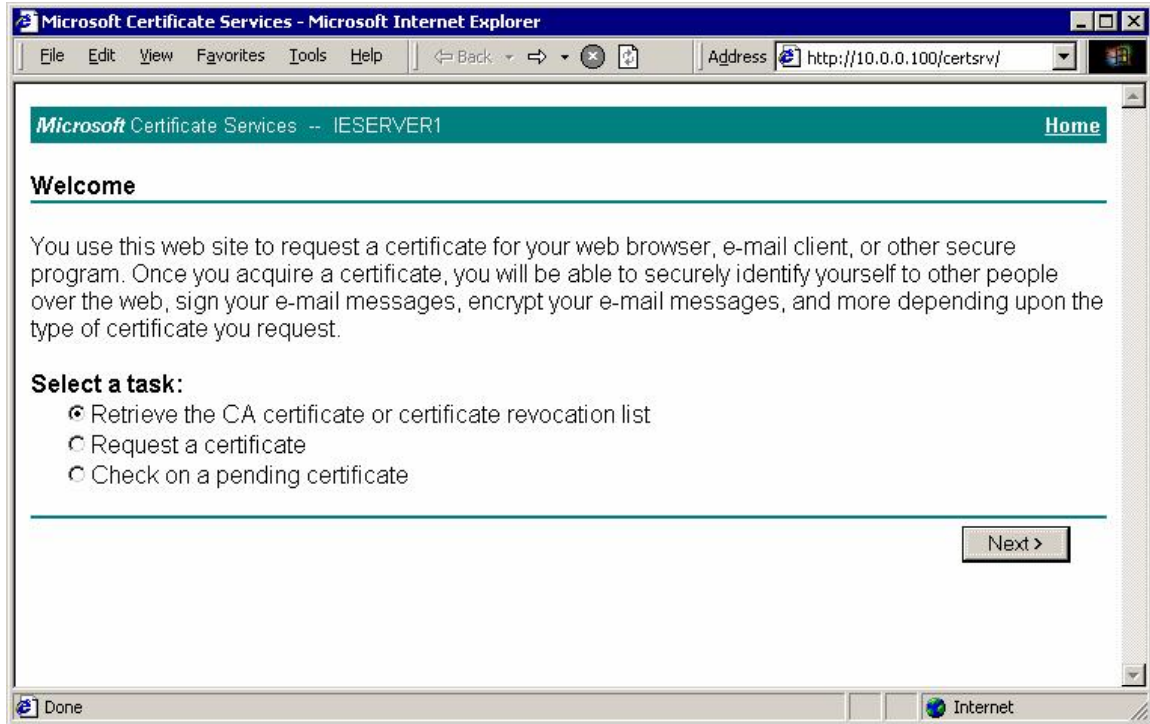 Microsoft Certificate Services - Microsoft Internet Explorer
File Edit View Favorites Tools Help Back Address http://10.0.0.100/certsrv/
Microsoft Certificate Services -- IESERVER1 Home
Welcome
You use this web site to request a certificate for your web browser, e-mail client, or other secure
program. Once you acquire a certificate, you will be able to securely identify yourself to other people
over the web, sign your e-mail messages, encrypt your e-mail messages, and more depending upon the
type of certificate you request.
Select a task:
Retrieve the CA certificate or certificate revocation list
Request a certificate
Check on a pending certificate
Next >
Done Internet